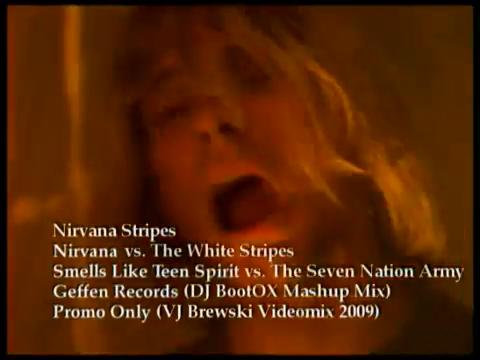 Nirvana Stripes
Nirvana vs. The White Stripes
Smells Like Teen Spirit vs. The Seven Nation Army
Geffen Records (DJ BootOX Mashup Mix)
Promo Only (VJ Brewski Videomix 2009)